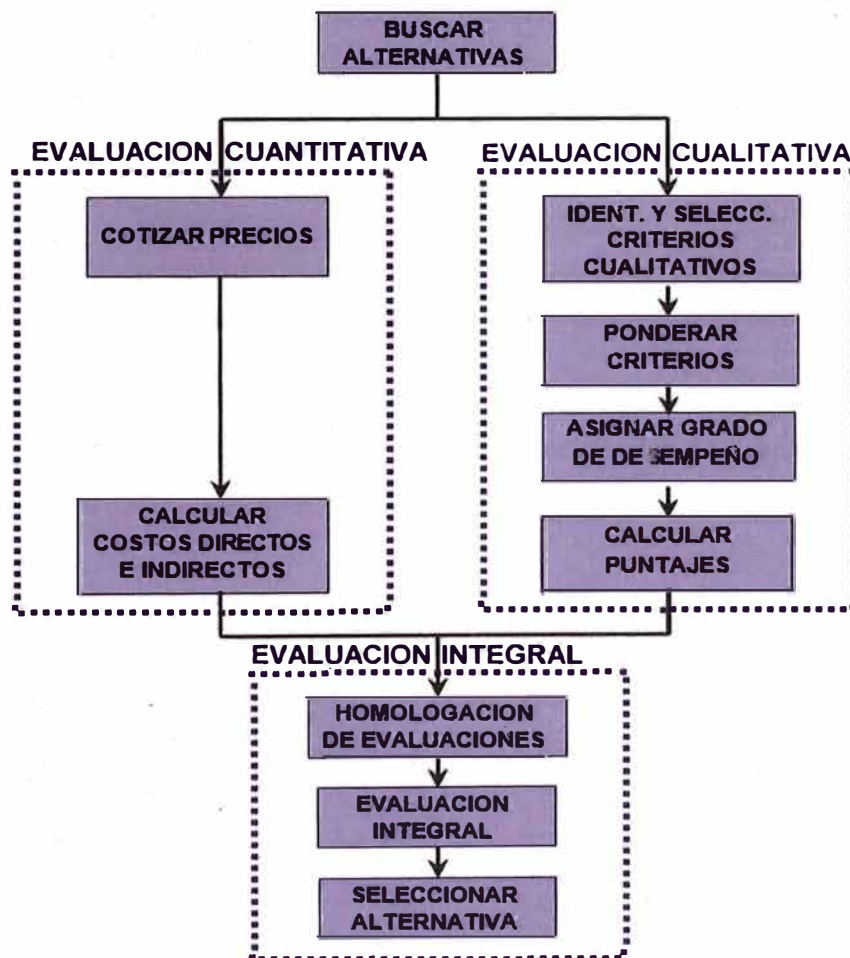 BUSCAR
ALTERNATIVAS
EVALUACION CUANTITATIVA
COTIZAR PRECIOS
CALCULAR
COSTOS DIRECTOS
E INDIRECTOS
EVALUACION CUALITATIVA
IDENT. Y SELECC.
CRITERIOS
CUALITATIVOS
PONDERAR
CRITERIOS
ASIGNAR GRADO
DE DESEMPEÑO
CALCULAR
PUNTAJES
EVALUACION INTEGRAL
HOMOLOGACION
DE EVALUACIONES
EVALUACION
INTEGRAL
SELECCIONAR
ALTERNATIVA